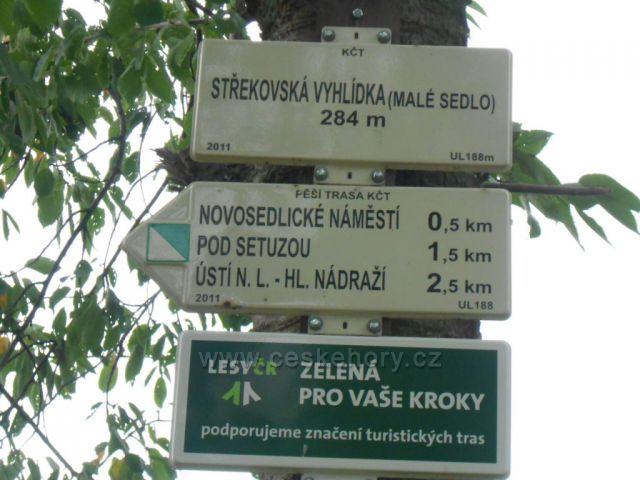 KČT
STŘEKOVSKÁ VYHLÍDKA (MALÉ SEDLO)
284 m
2011 UL188m
PĚŠÍ TRASA KČT
NOVOSEDLICKÉ NÁMĚSTÍ 0,5 km
POD SETUZOU 1,5 km
ÚSTÍ N. L. - HL. NÁDRAŽÍ 2,5 km
2011 UL188
www.ceskehory.cz
LESYČR ZELENÁ
PRO VAŠE KROKY
podporujeme značení turistických tras